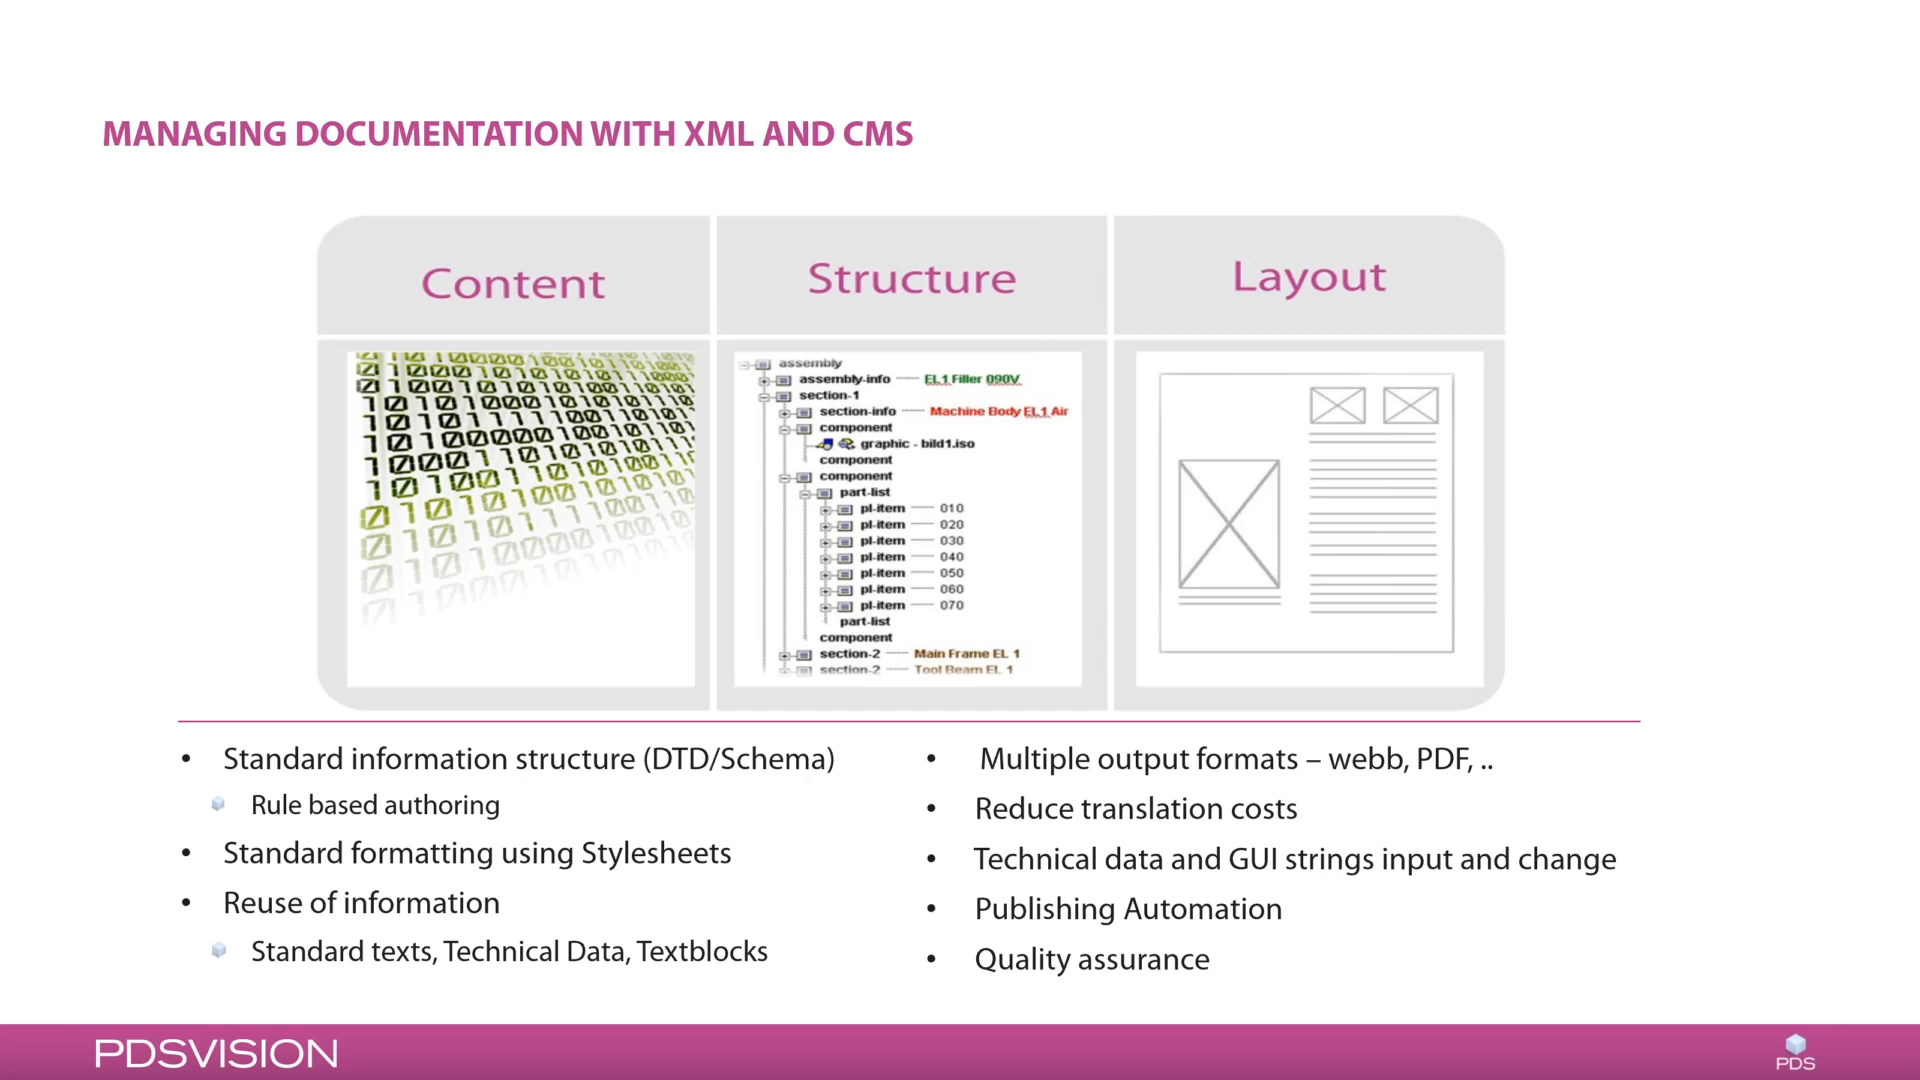 MANAGING DOCUMENTATION WITH XML AND CMS
Content
Structure
Layout
assembly
assembly-info EL1 Filler 090V
section-1
section-info Machine Body EL1 Air
component
graphic - bild1.iso
component
component
part-list
pl-item 010
pl-item 020
pl-item 030
pl-item 040
pl-item 050
pl-item 060
pl-item 070
part-list
component
section-2 Main Frame EL 1
section-2 Tool Beam EL 1
• Standard information structure (DTD/Schema)
Rule based authoring
• Standard formatting using Stylesheets
• Reuse of information
Standard texts, Technical Data, Textblocks
• Multiple output formats – webb, PDF, ..
• Reduce translation costs
• Technical data and GUI strings input and change
• Publishing Automation
• Quality assurance
PDSVISION
PDS